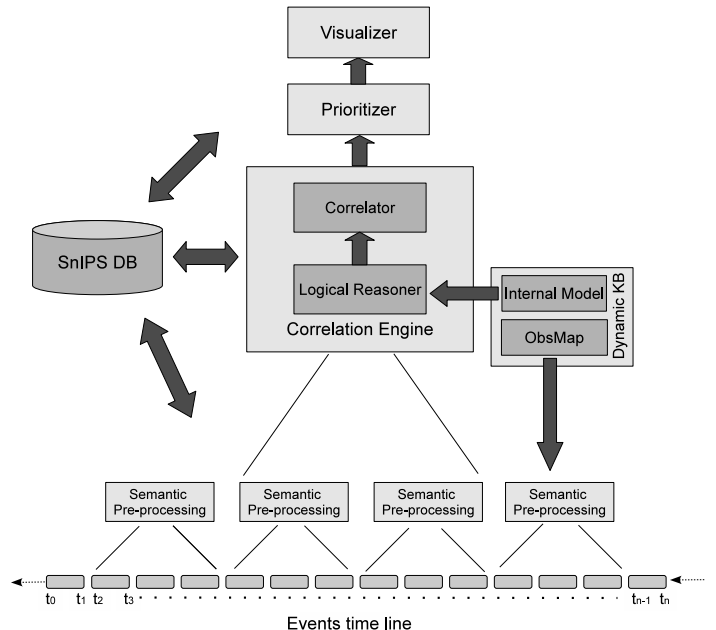 Visualizer
Prioritizer
Correlator
SnIPS DB
Logical Reasoner
Correlation Engine
Internal Model
ObsMap
Dynamic KB
Semantic
Pre-processing
Semantic
Pre-processing
Semantic
Pre-processing
Semantic
Pre-processing
t0 t1 t2 t3 tn-1 tn
Events time line